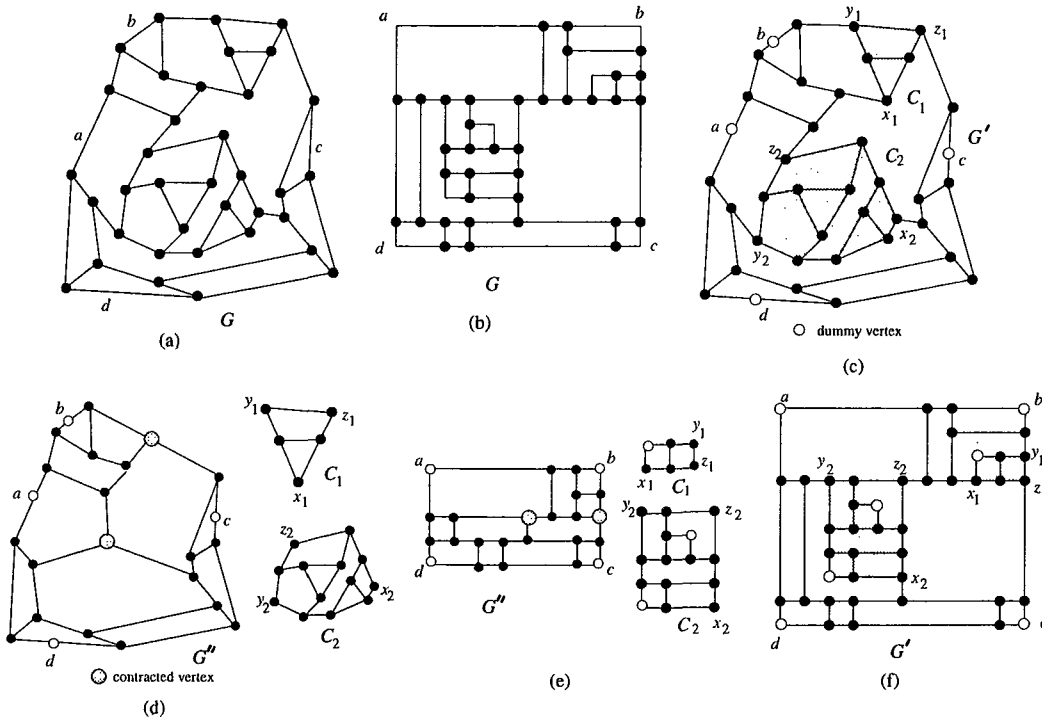 b
a
c
d
G
(a)
a
b
d
c
G
(b)
y1
z1
b
x1
C1
a
z2
C2
G'
c
x2
y2
d
dummy vertex
(c)
b
a
c
d
G''
contracted vertex
(d)
y1
z1
x1
C1
z2
y2
x2
C2
a
b
d
c
G''
y1
z1
x1
C1
y2
z2
x2
C2
(e)
a
b
y1
y2
z2
x1
z
x2
d
G'
(f)